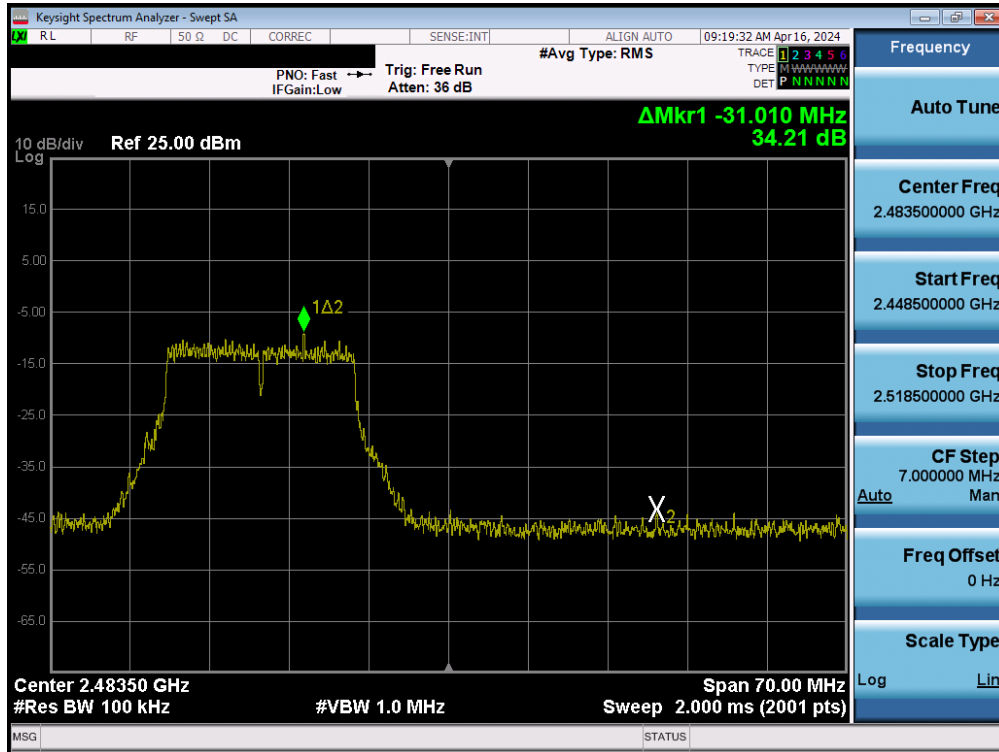 Keysight Spectrum Analyzer - Swept SA
LXI RL RF 50 Ω DC CORREC SENSE:INT ALIGN AUTO 09:19:32 AM Apr 16, 2024
#Avg Type: RMS TRACE 1 2 3 4 5 6
PNO: Fast Trig: Free Run TYPE M WWWWW
IFGain:Low Atten: 36 dB DET P N N N N N
ΔMkr1 -31.010 MHz
34.21 dB
10 dB/div Ref 25.00 dBm
Log
15.0
5.00
1Δ2
-5.00
-15.0
-25.0
-35.0
-45.0
X2
-55.0
-65.0
Center 2.48350 GHz Span 70.00 MHz
#Res BW 100 kHz #VBW 1.0 MHz Sweep 2.000 ms (2001 pts)
MSG STATUS
Frequency
Auto Tune
Center Freq
2.483500000 GHz
Start Freq
2.448500000 GHz
Stop Freq
2.518500000 GHz
CF Step
7.000000 MHz
Auto Man
Freq Offset
0 Hz
Scale Type
Log Lin